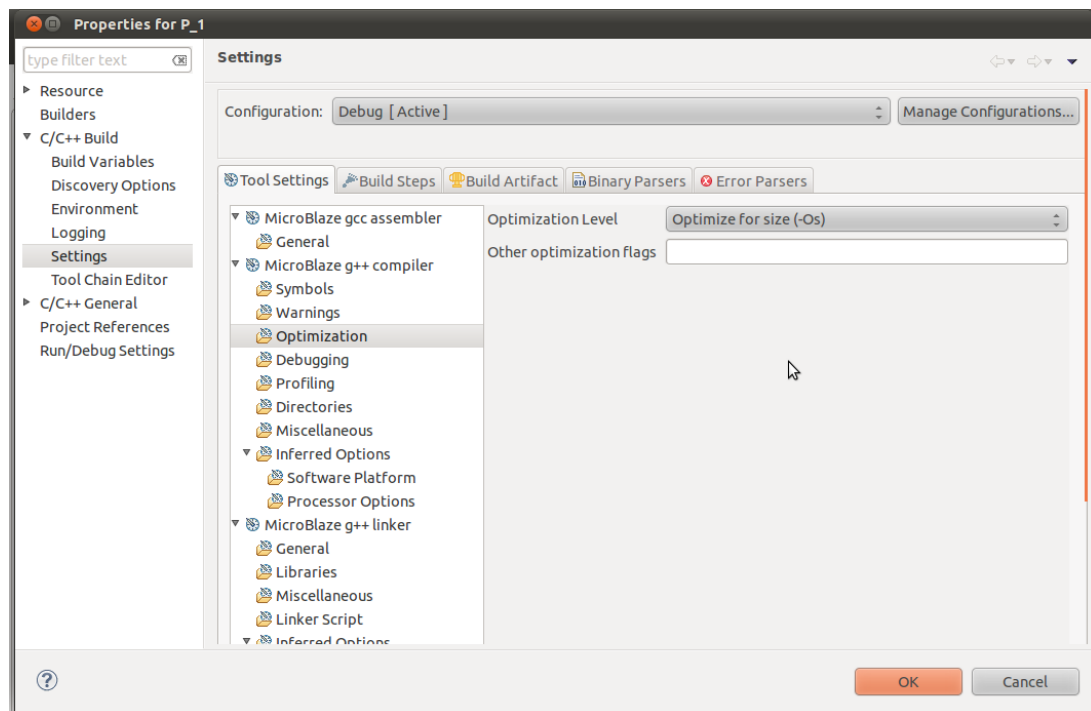 Properties for P_1
type filter text
Resource
Builders
C/C++ Build
Build Variables
Discovery Options
Environment
Logging
Settings
Tool Chain Editor
C/C++ General
Project References
Run/Debug Settings
Settings
Configuration:
Debug [ Active ]
Manage Configurations...
Tool Settings
Build Steps
Build Artifact
Binary Parsers
Error Parsers
MicroBlaze gcc assembler
General
MicroBlaze g++ compiler
Symbols
Warnings
Optimization
Debugging
Profiling
Directories
Miscellaneous
Inferred Options
Software Platform
Processor Options
MicroBlaze g++ linker
General
Libraries
Miscellaneous
Linker Script
Inferred Options
Optimization Level
Optimize for size (-Os)
Other optimization flags
OK
Cancel